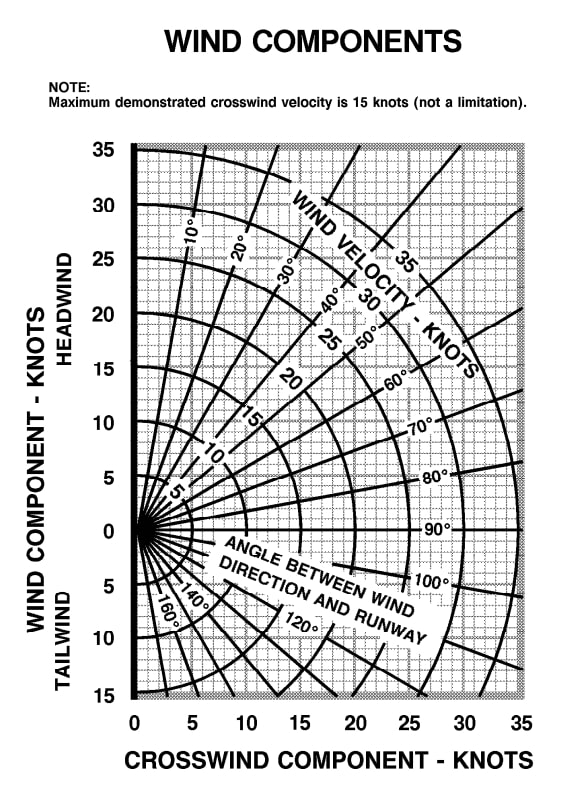 WIND COMPONENTS
NOTE:
Maximum demonstrated crosswind velocity is 15 knots (not a limitation).
WIND COMPONENT - KNOTS
HEADWIND
TAILWIND
35
30
25
20
15
10
5
0
5
10
15
10°
20°
30°
40°
50°
60°
70°
80°
90°
100°
120°
140°
160°
WIND VELOCITY - KNOTS
35
30
25
20
15
10
5
ANGLE BETWEEN WIND
DIRECTION AND RUNWAY
0 5 10 15 20 25 30 35
CROSSWIND COMPONENT - KNOTS